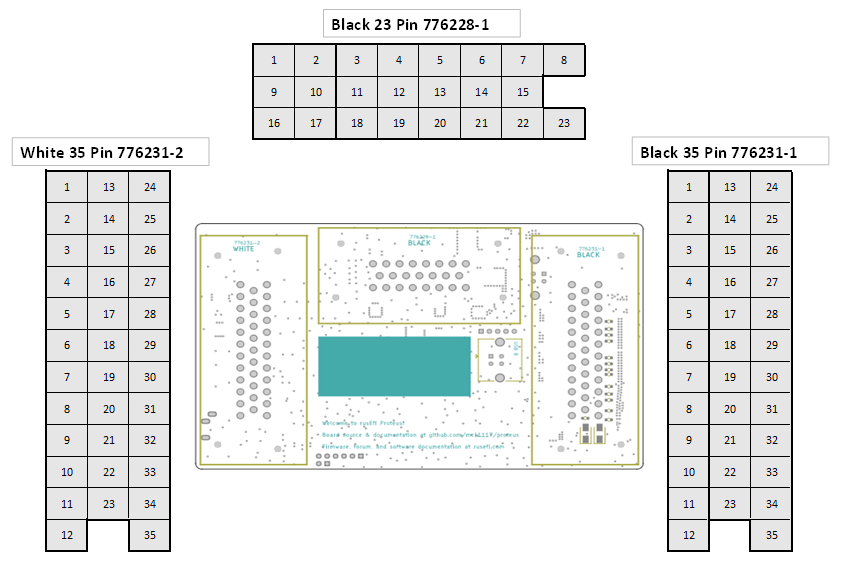 Black 23 Pin 776228-1
1 2 3 4 5 6 7 8
9 10 11 12 13 14 15
16 17 18 19 20 21 22 23
White 35 Pin 776231-2
1 13 24
2 14 25
3 15 26
4 16 27
5 17 28
6 18 29
7 19 30
8 20 31
9 21 32
10 22 33
11 23 34
12 35
776231-2
WHITE
776228-1
BLACK
776231-1
BLACK
Welcome to rusEFI Proteus!
Board source & documentation at github.com/mck1117/proteus
Firmware, forum, and software documentation at rusefi.com
Black 35 Pin 776231-1
1 13 24
2 14 25
3 15 26
4 16 27
5 17 28
6 18 29
7 19 30
8 20 31
9 21 32
10 22 33
11 23 34
12 35